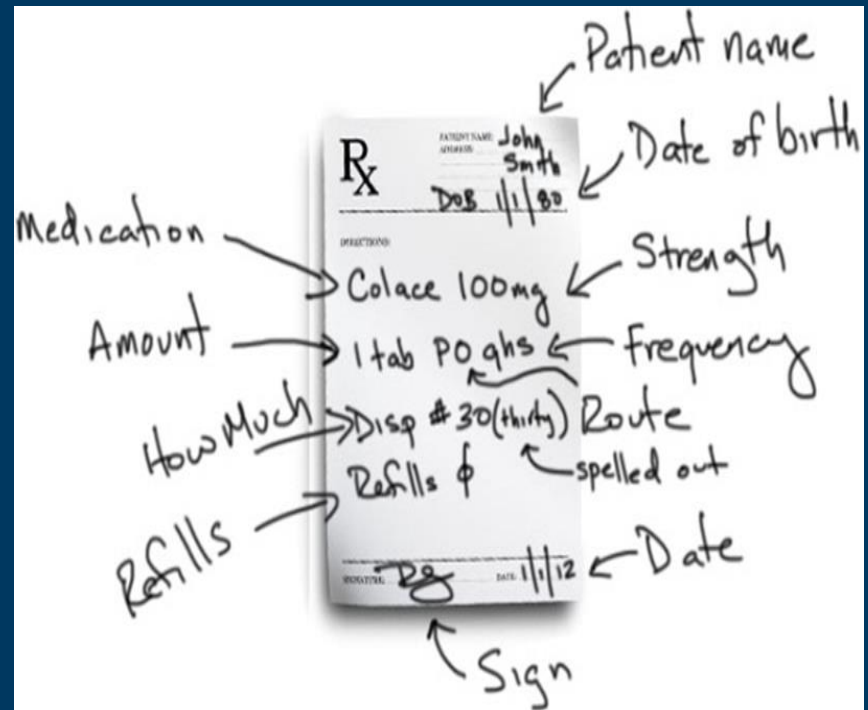 Patient name
Rx
PATIENT NAME: John
ADDRESS: Smith
DOB 1/1/80
Date of birth
DIRECTIONS:
Medication
Colace 100mg
Strength
Amount
1 tab PO qhs
Frequency
How Much
Disp # 30 (thirty)
Route
spelled out
Refills ϕ
Refills
SIGNATURE:
DATE: 1/1/12
Date
Sign